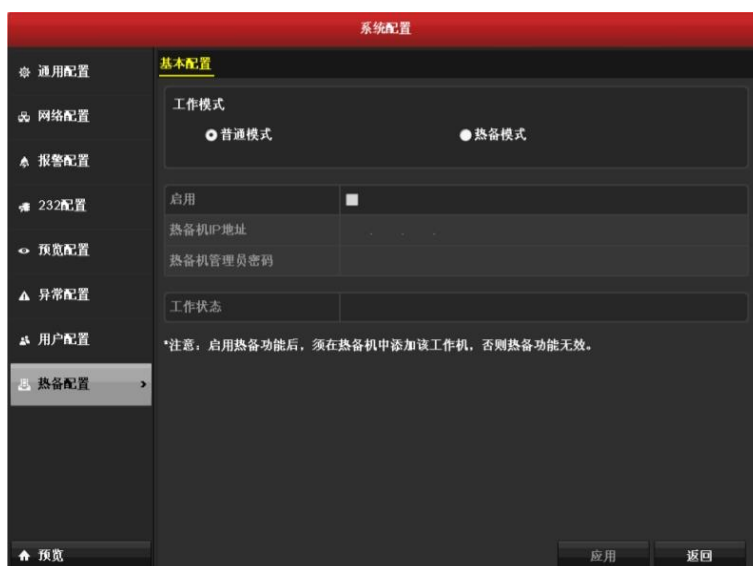 系统配置
通用配置
网络配置
报警配置
232配置
预览配置
异常配置
用户配置
热备配置
预览
基本配置
工作模式
普通模式 热备模式
启用
热备机IP地址 . . .
热备机管理员密码
工作状态
*注意：启用热备功能后，须在热备机中添加该工作机，否则热备功能无效。
应用 返回